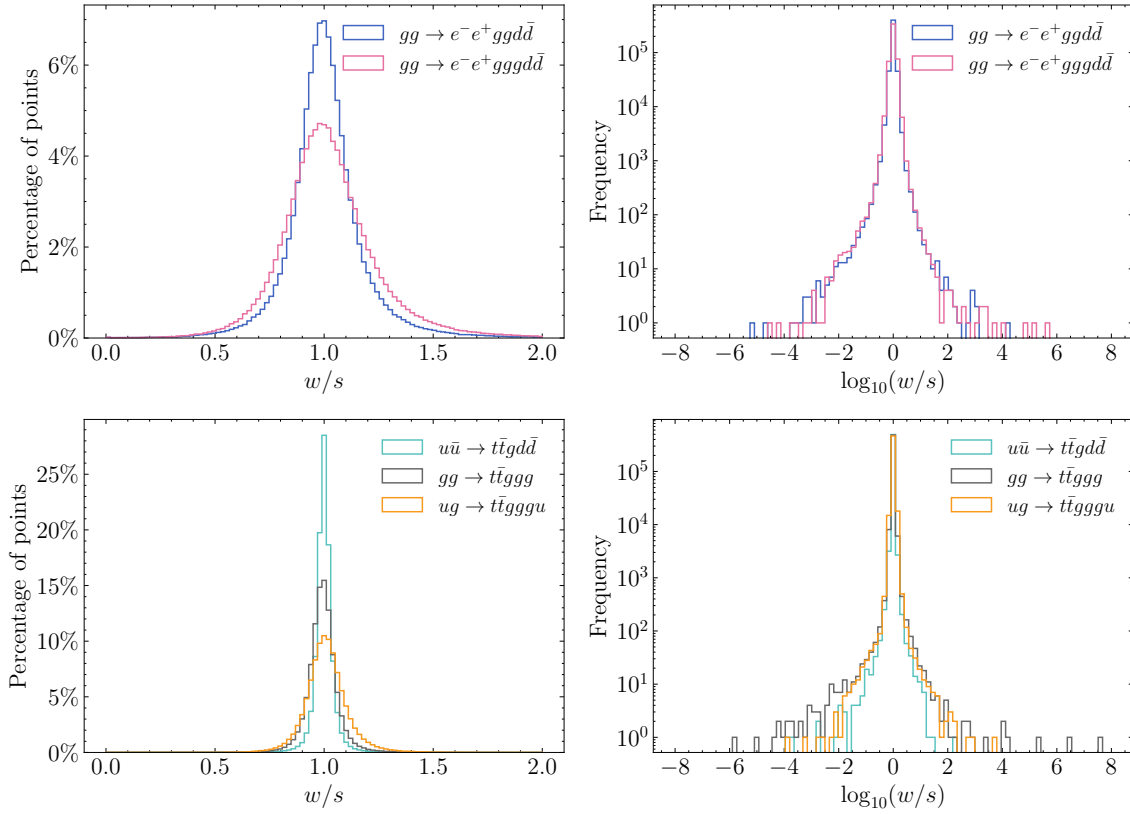 Percentage of points
6%
4%
2%
0%
gg → e⁻e⁺ggdd̄
gg → e⁻e⁺gggdd̄
0.0 0.5 1.0 1.5 2.0
w/s
Frequency
10⁵
10⁴
10³
10²
10¹
10⁰
gg → e⁻e⁺ggdd̄
gg → e⁻e⁺gggdd̄
−8 −6 −4 −2 0 2 4 6 8
log₁₀(w/s)
Percentage of points
25%
20%
15%
10%
5%
0%
uū → tt̄gdd̄
gg → tt̄ggg
ug → tt̄gggu
0.0 0.5 1.0 1.5 2.0
w/s
Frequency
10⁵
10⁴
10³
10²
10¹
10⁰
uū → tt̄gdd̄
gg → tt̄ggg
ug → tt̄gggu
−8 −6 −4 −2 0 2 4 6 8
log₁₀(w/s)